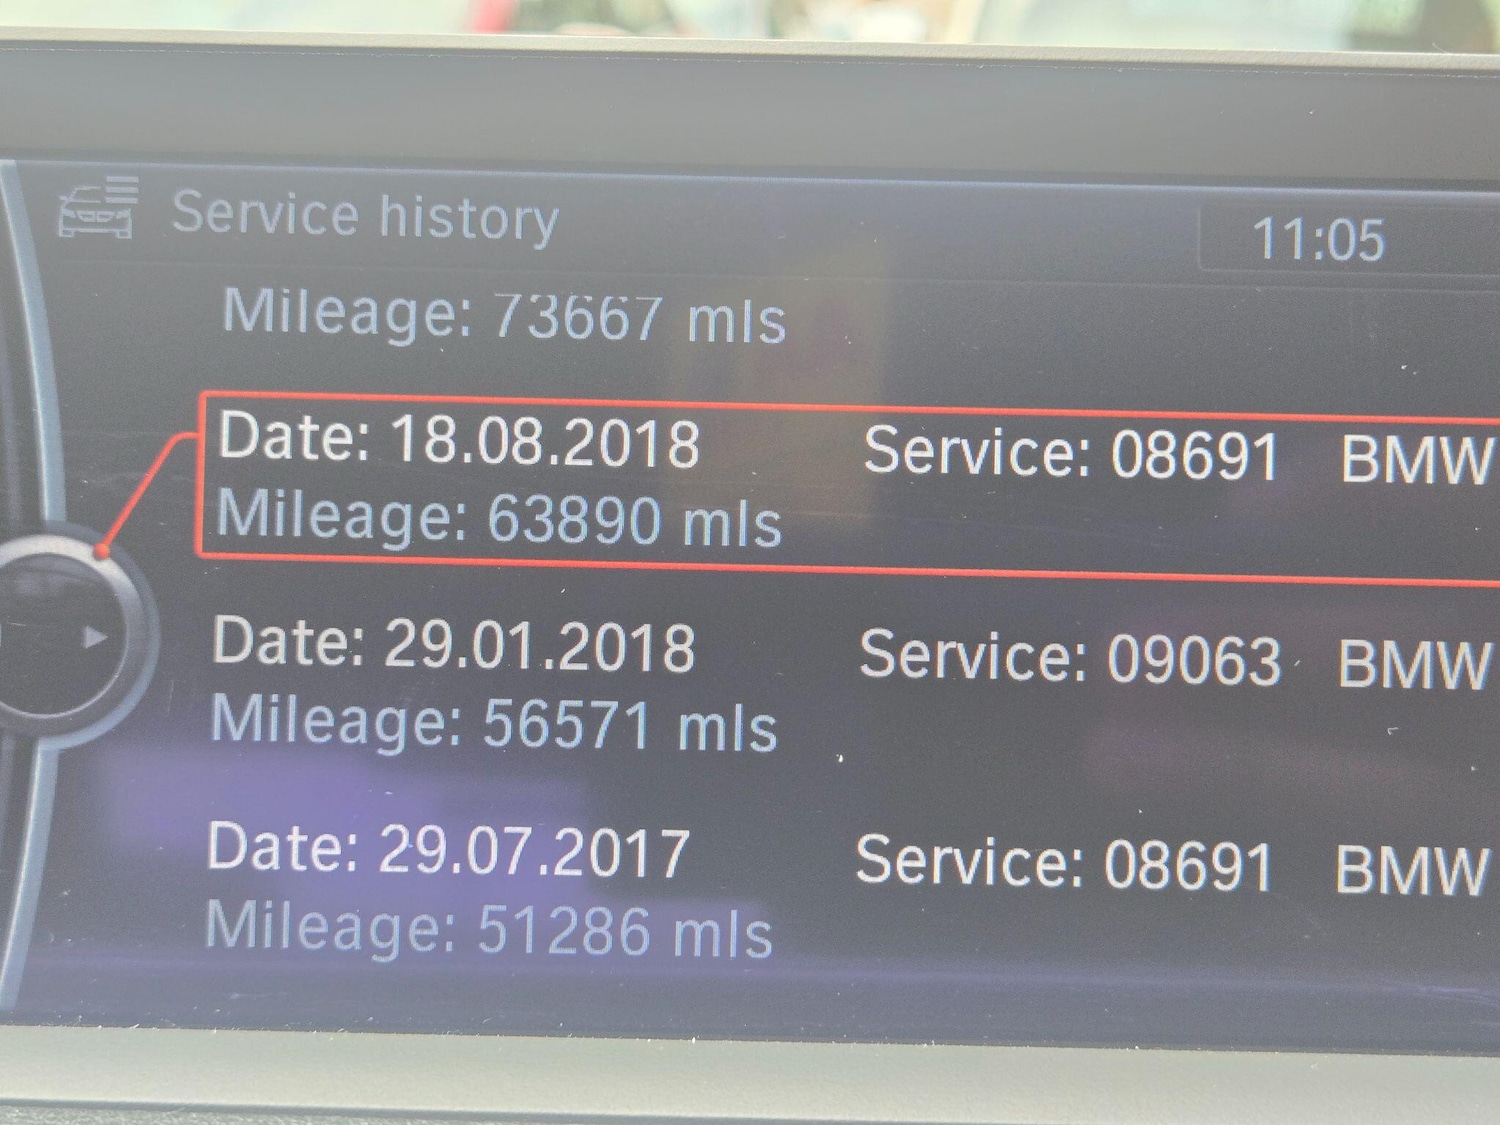 Service history
11:05
Mileage: 73667 mls
Date: 18.08.2018 Service: 08691 BMW
Mileage: 63890 mls
Date: 29.01.2018 Service: 09063 BMW
Mileage: 56571 mls
Date: 29.07.2017 Service: 08691 BMW
Mileage: 51286 mls